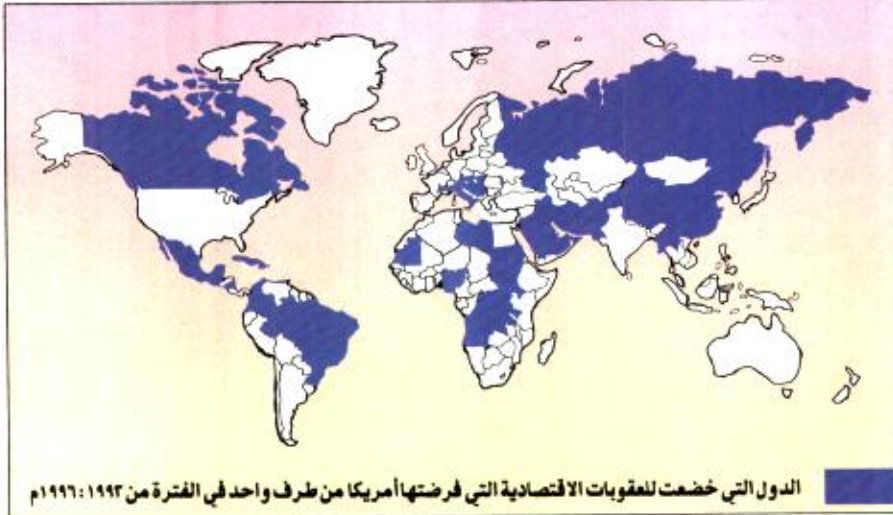 الدول التي خضعت للعقوبات الاقتصادية التي فرضتها أمريكا من طرف واحد في الفترة من ١٩٩٣ : ١٩٩٦م